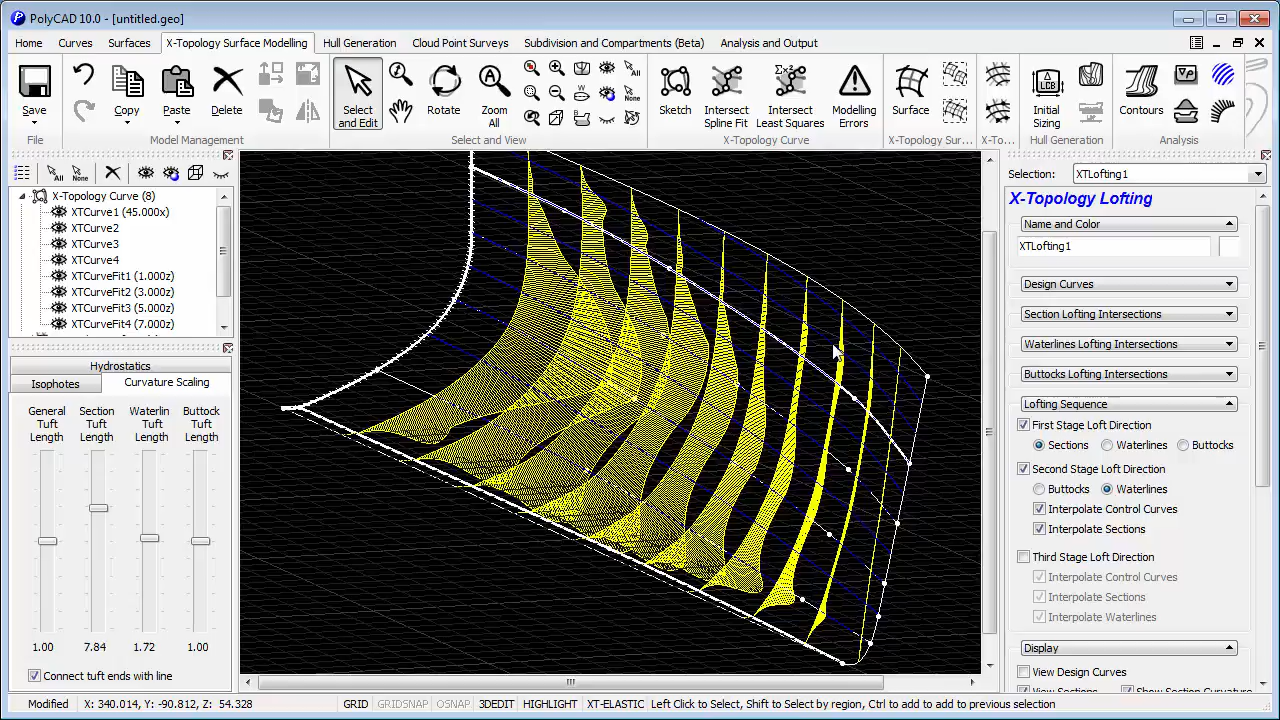 PolyCAD 10.0 - [untitled.geo]
Home Curves Surfaces X-Topology Surface Modelling Hull Generation Cloud Point Surveys Subdivision and Compartments (Beta) Analysis and Output
Save Copy Paste Delete Select and Edit Rotate Zoom All All None Sketch Intersect Spline Fit Σx² Intersect Least Squares Modelling Errors Surface LCB Initial Sizing Contours
File Model Management Select and View X-Topology Curve X-Topology Sur... X-To... Hull Generation Analysis
All None
X-Topology Curve (8)
XTCurve1 (45.000x)
XTCurve2
XTCurve3
XTCurve4
XTCurveFit1 (1.000z)
XTCurveFit2 (3.000z)
XTCurveFit3 (5.000z)
XTCurveFit4 (7.000z)
Hydrostatics
Isophotes Curvature Scaling
General Tuft Length
Section Tuft Length
Waterlin Tuft Length
Buttock Tuft Length
1.00 7.84 1.72 1.00
Connect tuft ends with line
Selection: XTLofting1
X-Topology Lofting
Name and Color
XTLofting1
Design Curves
Section Lofting Intersections
Waterlines Lofting Intersections
Buttocks Lofting Intersections
Lofting Sequence
First Stage Loft Direction
Sections Waterlines Buttocks
Second Stage Loft Direction
Buttocks Waterlines
Interpolate Control Curves
Interpolate Sections
Third Stage Loft Direction
Interpolate Control Curves
Interpolate Sections
Interpolate Waterlines
Display
View Design Curves
View Sections Show Section Curvature
Modified X: 340.014, Y: -90.812, Z: 54.328 GRID GRIDSNAP OSNAP 3DEDIT HIGHLIGHT XT-ELASTIC Left Click to Select, Shift to Select by region, Ctrl to add to add to previous selection